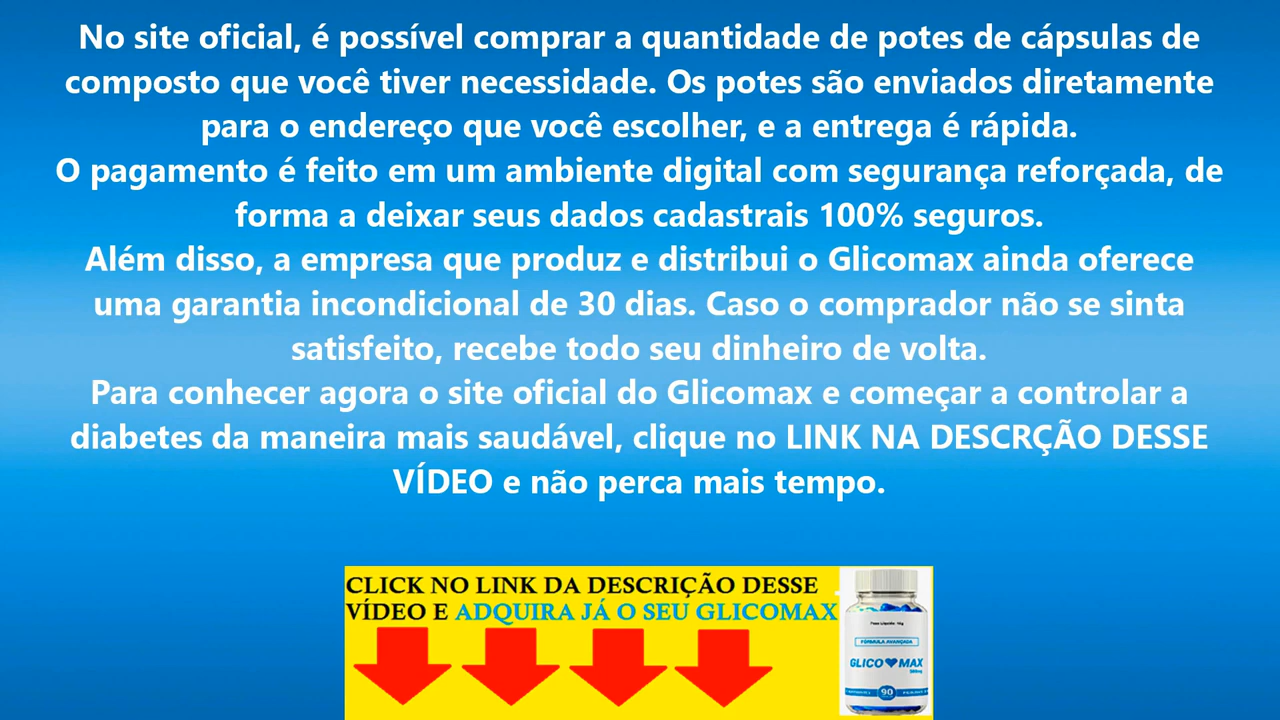 No site oficial, é possível comprar a quantidade de potes de cápsulas de
composto que você tiver necessidade. Os potes são enviados diretamente
para o endereço que você escolher, e a entrega é rápida.
O pagamento é feito em um ambiente digital com segurança reforçada, de
forma a deixar seus dados cadastrais 100% seguros.
Além disso, a empresa que produz e distribui o Glicomax ainda oferece
uma garantia incondicional de 30 dias. Caso o comprador não se sinta
satisfeito, recebe todo seu dinheiro de volta.
Para conhecer agora o site oficial do Glicomax e começar a controlar a
diabetes da maneira mais saudável, clique no LINK NA DESCRÇÃO DESSE
VÍDEO e não perca mais tempo.
CLICK NO LINK DA DESCRIÇÃO DESSE
VÍDEO E ADQUIRA JÁ O SEU GLICOMAX
FÓRMULA AVANÇADA
GLICO MAX
90